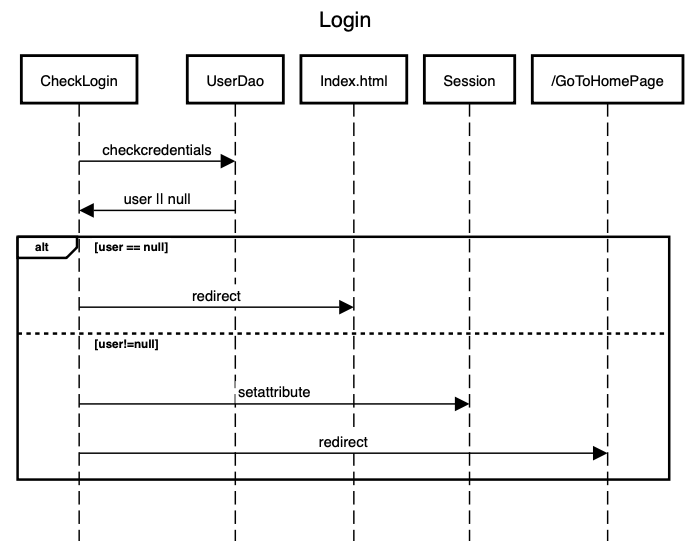 Login
CheckLogin
UserDao
Index.html
Session
/GoToHomePage
checkcredentials
user || null
alt
[user == null]
redirect
[user!=null]
setattribute
redirect